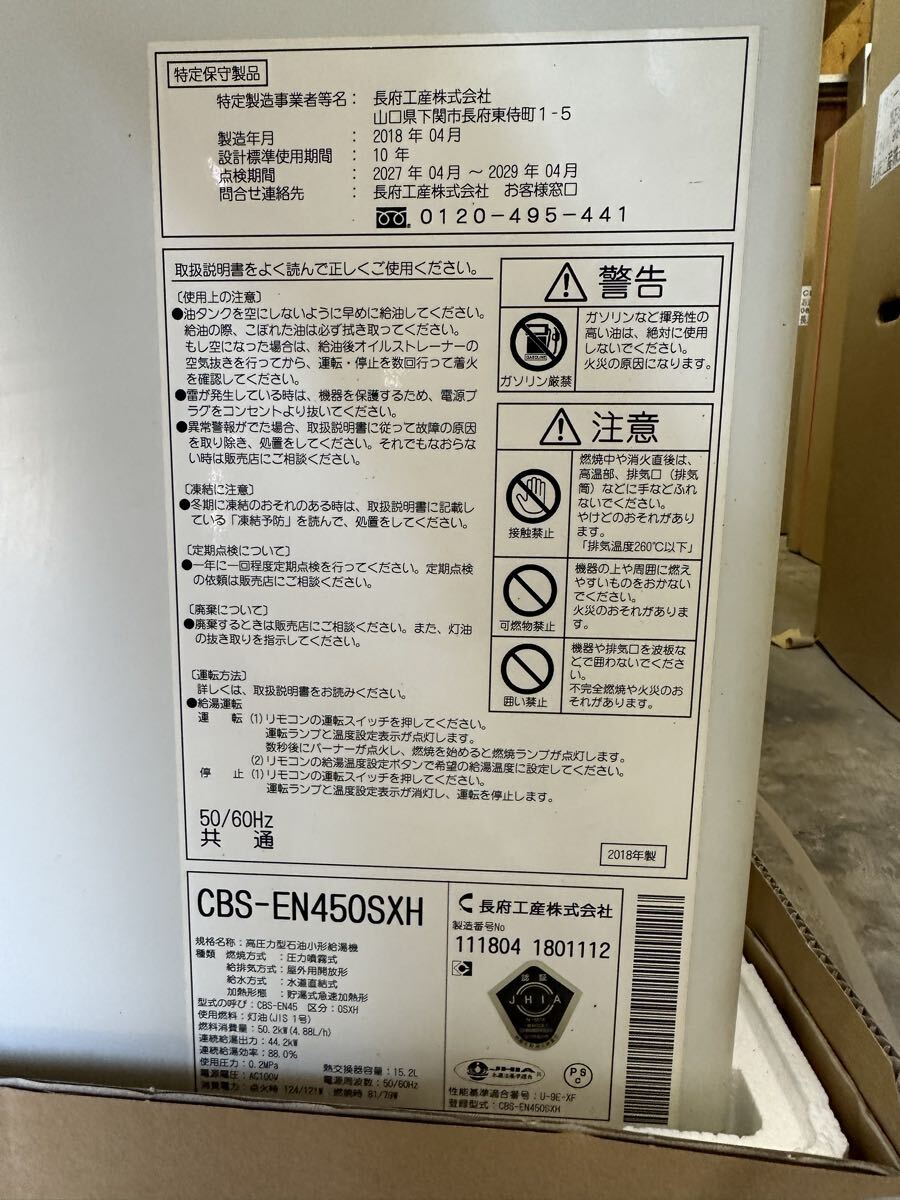 特定保守製品
特定製造事業者等名： 長府工産株式会社
山口県下関市長府東侍町1-5
製造年月 ： 2018 年 04月
設計標準使用期間 ： 10 年
点検期間 ： 2027 年 04月 ～ 2029 年 04月
問合せ連絡先 ： 長府工産株式会社 お客様窓口
0120-495-441
取扱説明書をよく読んで正しくご使用ください。
〔使用上の注意〕
●油タンクを空にしないように早めに給油してください。
給油の際、こぼれた油は必ず拭き取ってください。
もし空になった場合は、給油後オイルストレーナーの
空気抜きを行ってから、運転・停止を数回行って着火
を確認してください。
●雷が発生している時は、機器を保護するため、電源プ
ラグをコンセントより抜いてください。
●異常警報がでた場合、取扱説明書に従って故障の原因
を取り除き、処置をしてください。それでもなおらな
い時は販売店にご相談ください。
〔凍結に注意〕
●冬期に凍結のおそれのある時は、取扱説明書に記載し
ている「凍結予防」を読んで、処置をしてください。
〔定期点検について〕
●一年に一回程度定期点検を行ってください。定期点検
の依頼は販売店にご相談ください。
〔廃棄について〕
●廃棄するときは販売店にご相談ください。また、灯油
の抜き取りを指示してください。
〔運転方法〕
詳しくは、取扱説明書をお読みください。
●給湯運転
運 転 (1)リモコンの運転スイッチを押してください。
運転ランプと温度設定表示が点灯します。
数秒後にバーナーが点火し、燃焼を始めると燃焼ランプが点灯します。
(2)リモコンの給湯温度設定ボタンで希望の給湯温度に設定してください。
停 止 (1)リモコンの運転スイッチを押してください。
運転ランプと温度設定表示が消灯し、運転を停止します。
50/60Hz
共 通
警告
GASOLINE
ガソリン厳禁
ガソリンなど揮発性の
高い油は、絶対に使用
しないでください。
火災の原因になります。
注意
接触禁止
燃焼中や消火直後は、
高温部、排気口（排気
筒）などに手などふれ
ないでください。
やけどのおそれがあり
ます。
「排気温度260℃以下」
可燃物禁止
機器の上や周囲に燃え
やすいものをおかない
でください。
火災のおそれがありま
す。
囲い禁止
機器や排気口を波板な
どで囲わないでくださ
い。
不完全燃焼や火災のお
それがあります。
2018年製
CBS-EN450SXH
規格名称：高圧力型石油小形給湯機
種類 燃焼方式 ：圧力噴霧式
給排気方式：屋外用開放形
給水方式 ：水道直結式
加熱形態 ：貯湯式急速加熱形
型式の呼び：CBS-EN45 区分：OSXH
使用燃料：灯油(JIS 1号)
燃料消費量：50.2kW(4.88L/h)
連続給湯出力：44.2kW
連続給湯効率：88.0%
使用圧力：0.2MPa 熱交換器容量：15.2L
電源電圧：AC100V 電源周波数：50/60Hz
消費電力：点火時 124/121W 燃焼時 81/79W
長府工産株式会社
製造番号No
111804 1801112
認証
JHIA
JHIA
PS
C
性能基準適合番号：U-9E-XF
登録型式：CBS-EN450SXH